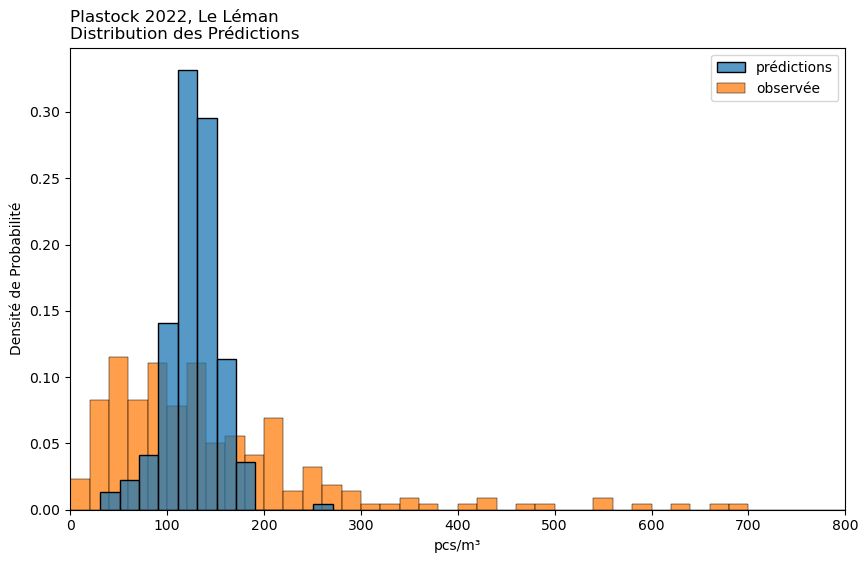 Plastock 2022, Le Léman
Distribution des Prédictions
prédictions
observée
Densité de Probabilité
0.30
0.25
0.20
0.15
0.10
0.05
0.00
0 100 200 300 400 500 600 700 800
pcs/m³